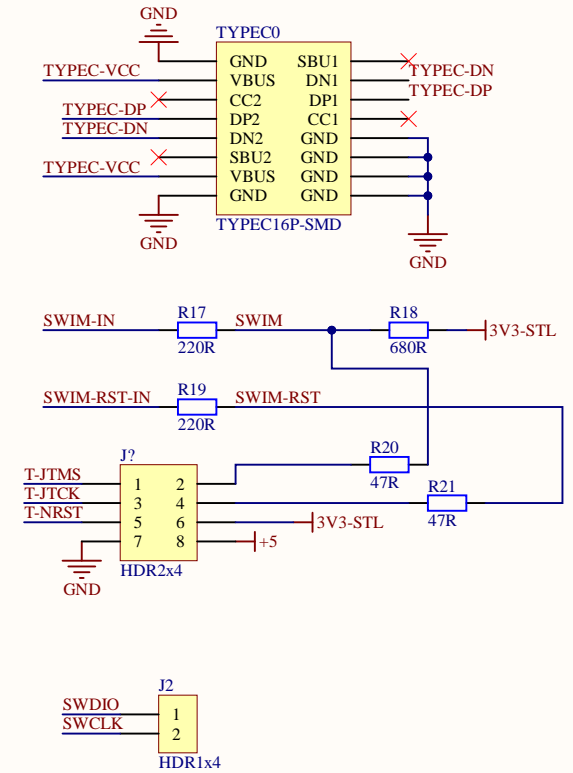 GND
TYPEC0
GND SBU1
TYPEC-VCC VBUS DN1 TYPEC-DN
CC2 DP1 TYPEC-DP
TYPEC-DP DP2 CC1
TYPEC-DN DN2 GND
SBU2 GND
TYPEC-VCC VBUS GND
GND GND
TYPEC16P-SMD
GND
GND
R17 R18
SWIM-IN SWIM 3V3-STL
220R 680R
R19
SWIM-RST-IN SWIM-RST
220R
R20
J?
T-JTMS 1 2
47R
R21
T-JTCK 3 4
T-NRST 5 6 3V3-STL 47R
7 8 +5
HDR2x4
GND
J2
SWDIO 1
SWCLK 2
HDR1x4